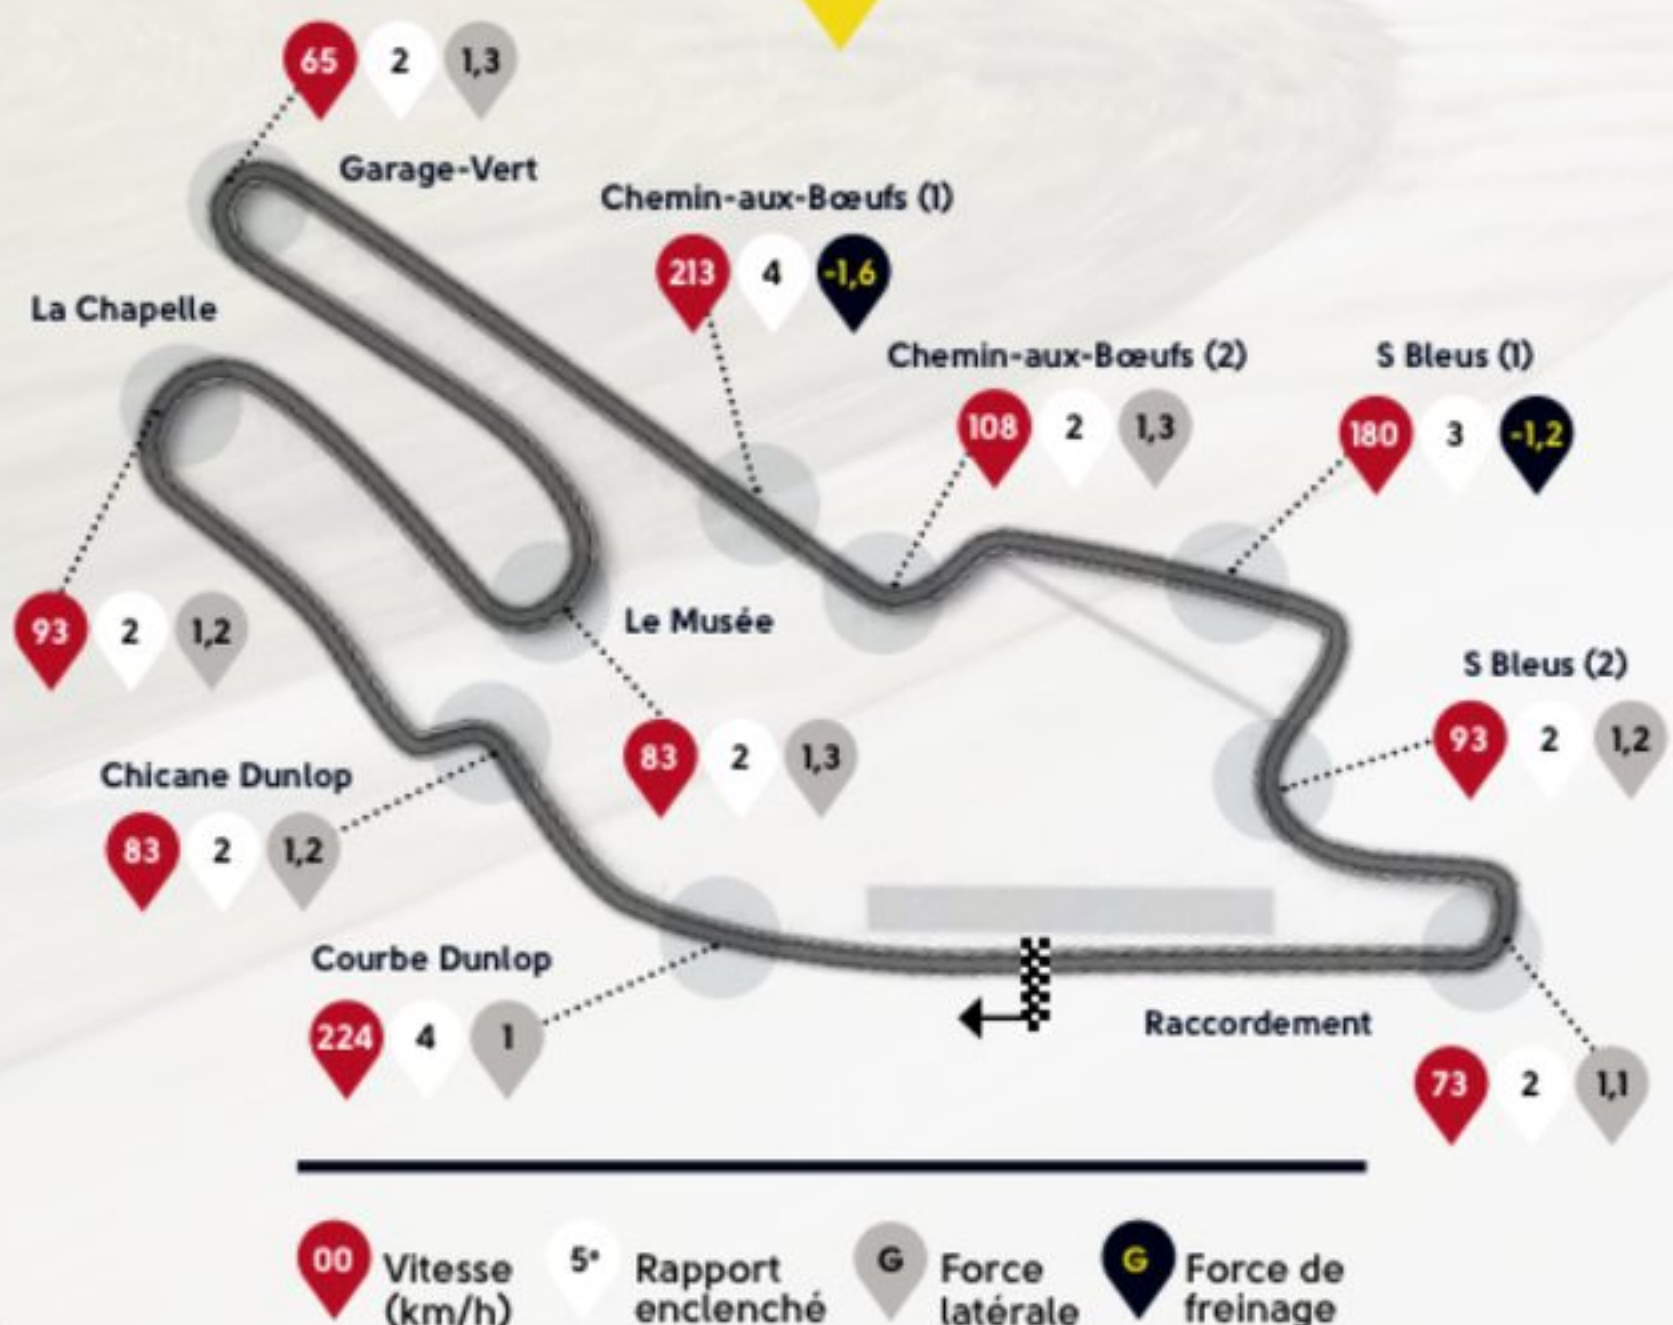 65 2 1,3
Garage-Vert
Chemin-aux-Bœufs (1)
213 4 -1,6
La Chapelle
Chemin-aux-Bœufs (2)
108 2 1,3
S Bleus (1)
180 3 -1,2
93 2 1,2
Le Musée
83 2 1,3
S Bleus (2)
93 2 1,2
Chicane Dunlop
83 2 1,2
Courbe Dunlop
224 4 1
Raccordement
73 2 1,1
00 Vitesse
(km/h)
5e Rapport
enclenché
G Force
latérale
G Force de
freinage